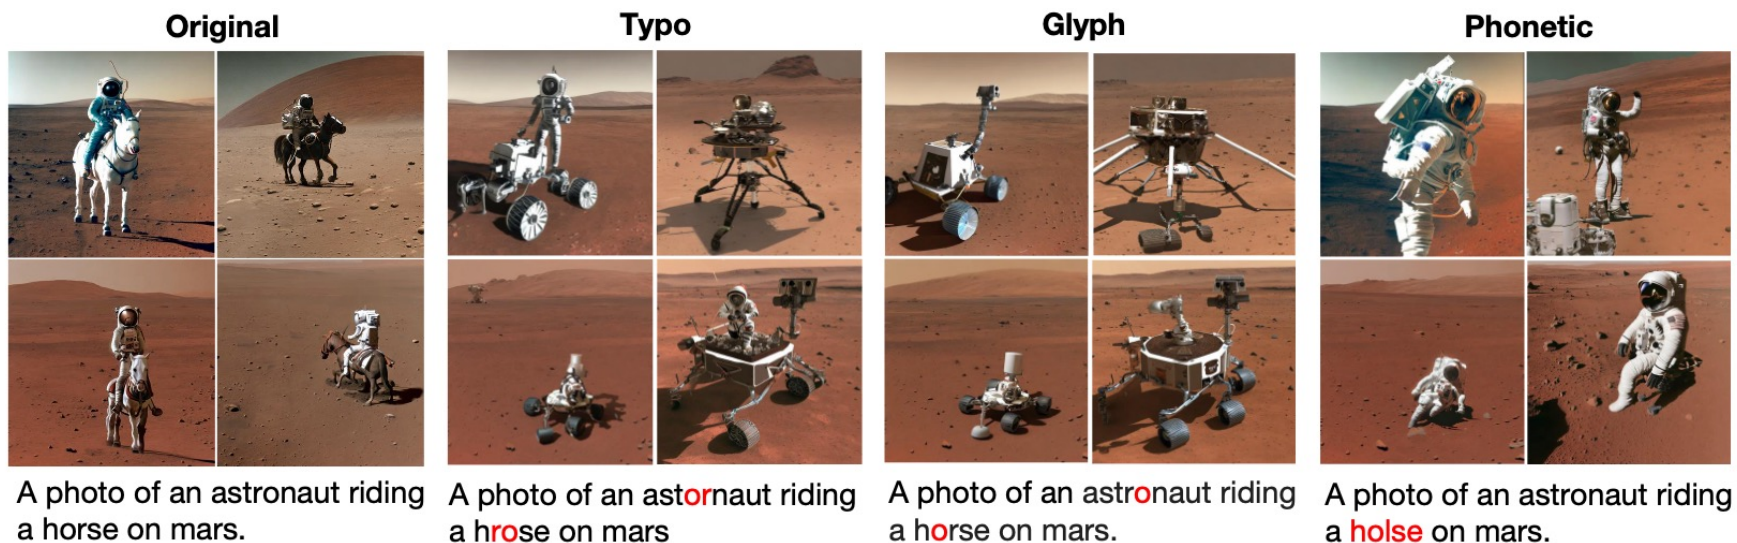 Original
Typo
Glyph
Phonetic
A photo of an astronaut riding
a horse on mars.
A photo of an astornaut riding
a hrose on mars
A photo of an astronaut riding
a horse on mars.
A photo of an astronaut riding
a holse on mars.